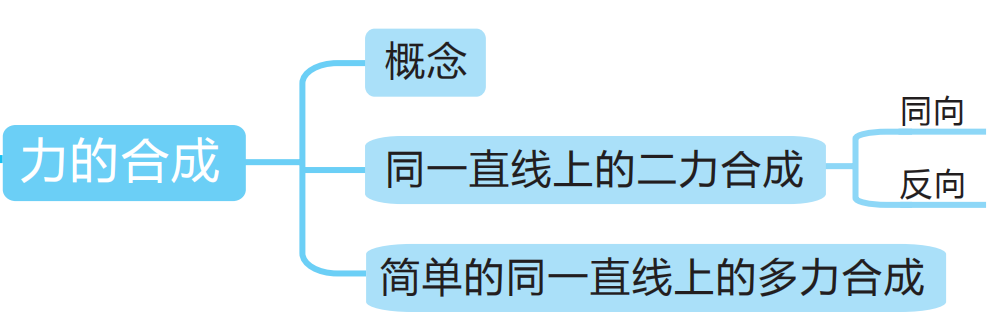 力的合成
概念
同一直线上的二力合成
同向
反向
简单的同一直线上的多力合成